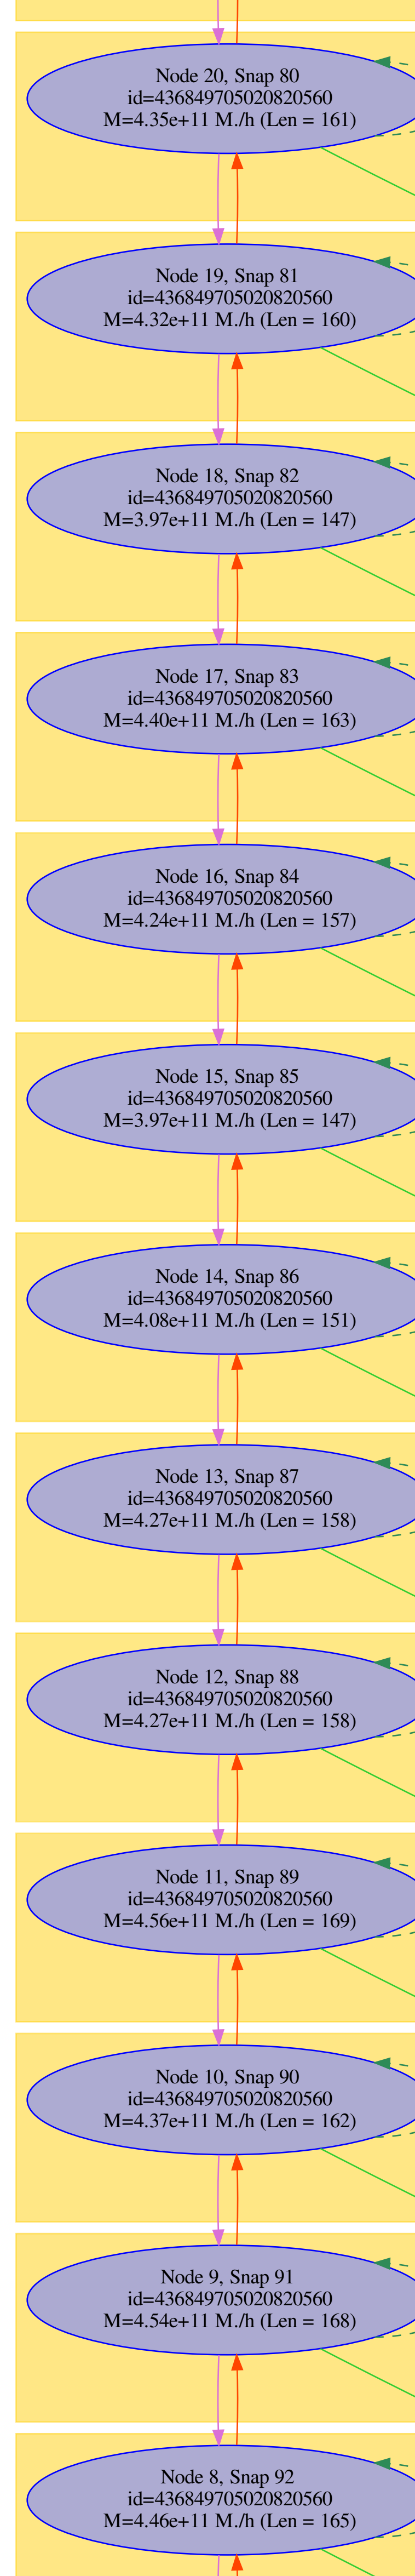 Node 20, Snap 80
id=436849705020820560
M=4.35e+11 M./h (Len = 161)
Node 19, Snap 81
id=436849705020820560
M=4.32e+11 M./h (Len = 160)
Node 18, Snap 82
id=436849705020820560
M=3.97e+11 M./h (Len = 147)
Node 17, Snap 83
id=436849705020820560
M=4.40e+11 M./h (Len = 163)
Node 16, Snap 84
id=436849705020820560
M=4.24e+11 M./h (Len = 157)
Node 15, Snap 85
id=436849705020820560
M=3.97e+11 M./h (Len = 147)
Node 14, Snap 86
id=436849705020820560
M=4.08e+11 M./h (Len = 151)
Node 13, Snap 87
id=436849705020820560
M=4.27e+11 M./h (Len = 158)
Node 12, Snap 88
id=436849705020820560
M=4.27e+11 M./h (Len = 158)
Node 11, Snap 89
id=436849705020820560
M=4.56e+11 M./h (Len = 169)
Node 10, Snap 90
id=436849705020820560
M=4.37e+11 M./h (Len = 162)
Node 9, Snap 91
id=436849705020820560
M=4.54e+11 M./h (Len = 168)
Node 8, Snap 92
id=436849705020820560
M=4.46e+11 M./h (Len = 165)